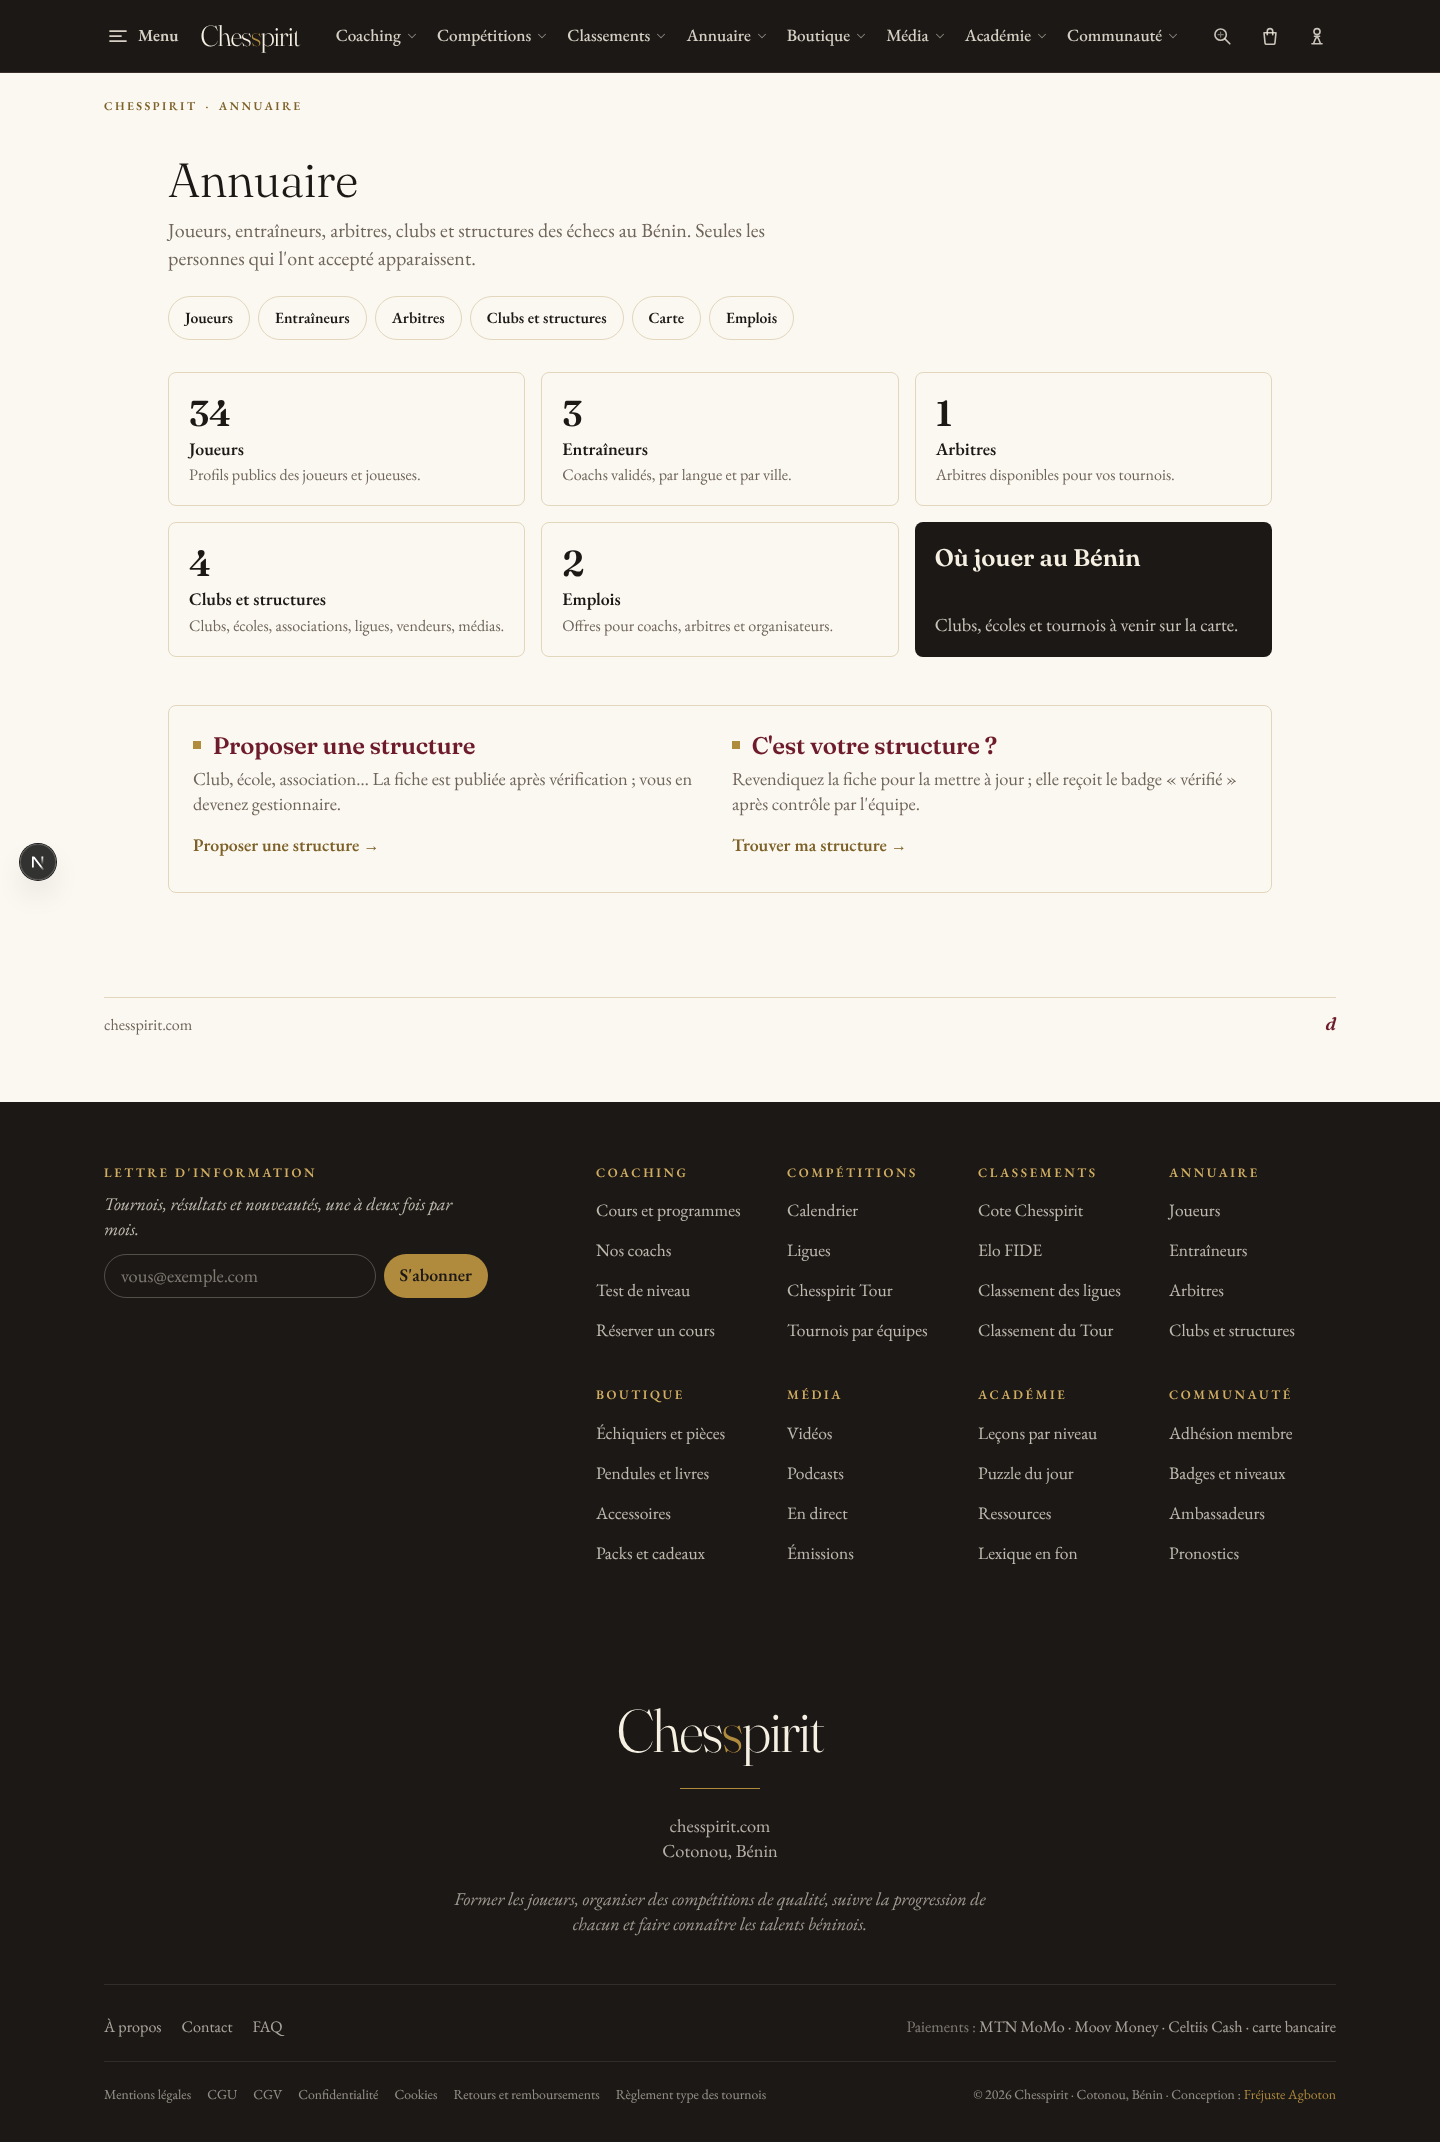 Menu
Chesspirit
Coaching
Compétitions
Classements
Annuaire
Boutique
Média
Académie
Communauté
CHESSPIRIT · ANNUAIRE
Annuaire
Joueurs, entraîneurs, arbitres, clubs et structures des échecs au Bénin. Seules les
personnes qui l'ont accepté apparaissent.
Joueurs
Entraîneurs
Arbitres
Clubs et structures
Carte
Emplois
34
Joueurs
Profils publics des joueurs et joueuses.
3
Entraîneurs
Coachs validés, par langue et par ville.
1
Arbitres
Arbitres disponibles pour vos tournois.
4
Clubs et structures
Clubs, écoles, associations, ligues, vendeurs, médias.
2
Emplois
Offres pour coachs, arbitres et organisateurs.
Où jouer au Bénin
Clubs, écoles et tournois à venir sur la carte.
Proposer une structure
Club, école, association… La fiche est publiée après vérification ; vous en
devenez gestionnaire.
Proposer une structure →
C'est votre structure ?
Revendiquez la fiche pour la mettre à jour ; elle reçoit le badge « vérifié »
après contrôle par l'équipe.
Trouver ma structure →
N
chesspirit.com
d
LETTRE D'INFORMATION
Tournois, résultats et nouveautés, une à deux fois par
mois.
vous@exemple.com
S'abonner
COACHING
Cours et programmes
Nos coachs
Test de niveau
Réserver un cours
COMPÉTITIONS
Calendrier
Ligues
Chesspirit Tour
Tournois par équipes
CLASSEMENTS
Cote Chesspirit
Elo FIDE
Classement des ligues
Classement du Tour
ANNUAIRE
Joueurs
Entraîneurs
Arbitres
Clubs et structures
BOUTIQUE
Échiquiers et pièces
Pendules et livres
Accessoires
Packs et cadeaux
MÉDIA
Vidéos
Podcasts
En direct
Émissions
ACADÉMIE
Leçons par niveau
Puzzle du jour
Ressources
Lexique en fon
COMMUNAUTÉ
Adhésion membre
Badges et niveaux
Ambassadeurs
Pronostics
Chesspirit
chesspirit.com
Cotonou, Bénin
Former les joueurs, organiser des compétitions de qualité, suivre la progression de
chacun et faire connaître les talents béninois.
À propos
Contact
FAQ
Paiements : MTN MoMo · Moov Money · Celtiis Cash · carte bancaire
Mentions légales
CGU
CGV
Confidentialité
Cookies
Retours et remboursements
Règlement type des tournois
© 2026 Chesspirit · Cotonou, Bénin · Conception : Fréjuste Agboton